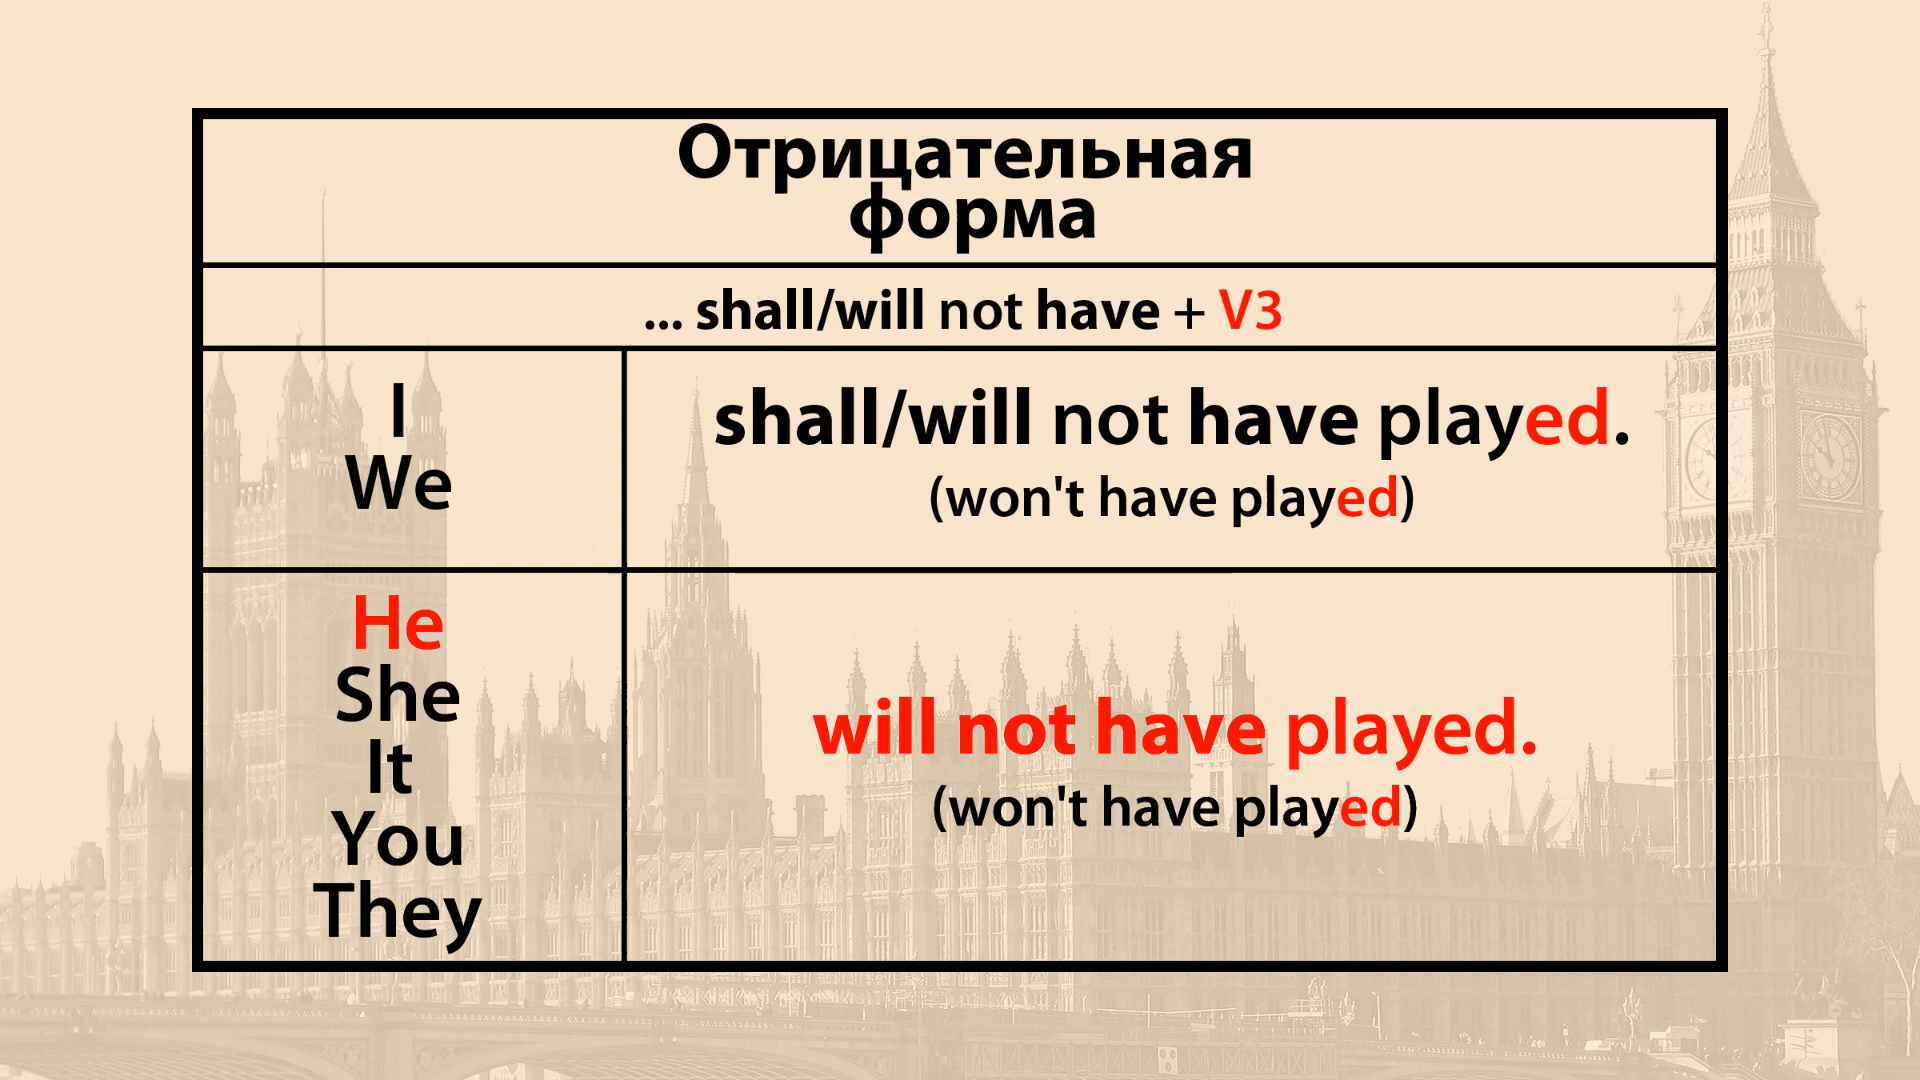 Отрицательная
форма
... shall/will not have + V3
I
We
shall/will not have played.
(won't have played)
He
She
It
You
They
will not have played.
(won't have played)